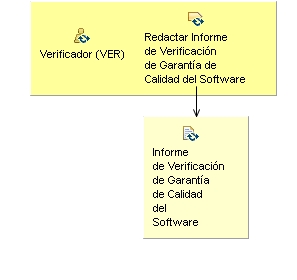 Verificador (VER)
Redactar Informe
de Verificación
de Garantía de
Calidad del Software
Informe
de Verificación
de Garantía
de Calidad
del
Software